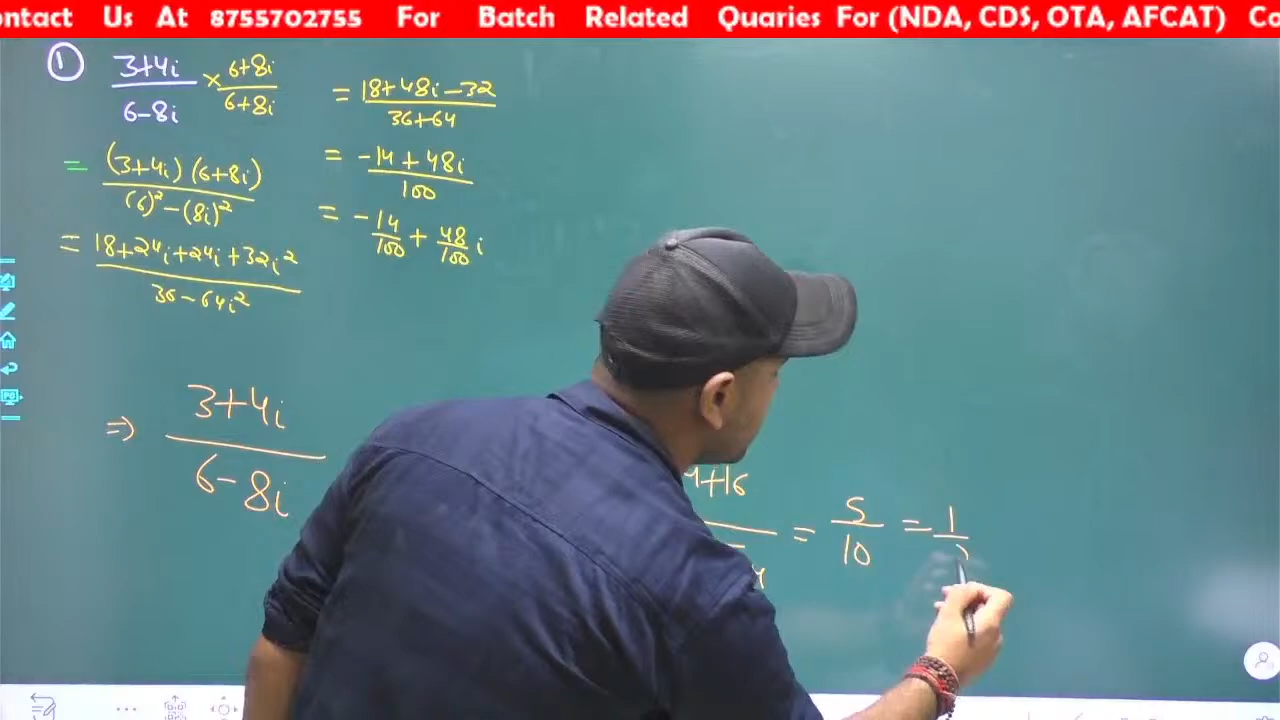 ontact Us At 8755702755 For Batch Related Quaries For (NDA, CDS, OTA, AFCAT) Co
① 3+4i/6-8i × 6+8i/6+8i
= (3+4i)(6+8i)/(6)²-(8i)²
= 18+24i+24i+32i²/36-64i²
= 18+48i-32/36+64
= -14+48i/100
= -14/100 + 48/100 i
⇒ 3+4i/6-8i
+16
= 5/10 = 1/